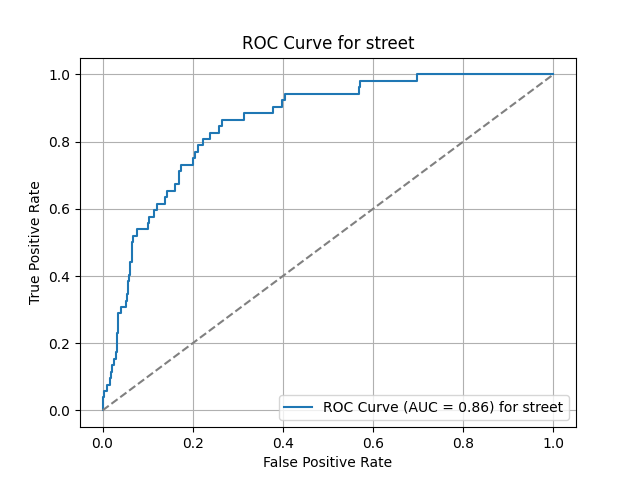 ROC Curve for street
True Positive Rate
1.0
0.8
0.6
0.4
0.2
0.0
ROC Curve (AUC = 0.86) for street
0.0 0.2 0.4 0.6 0.8 1.0
False Positive Rate